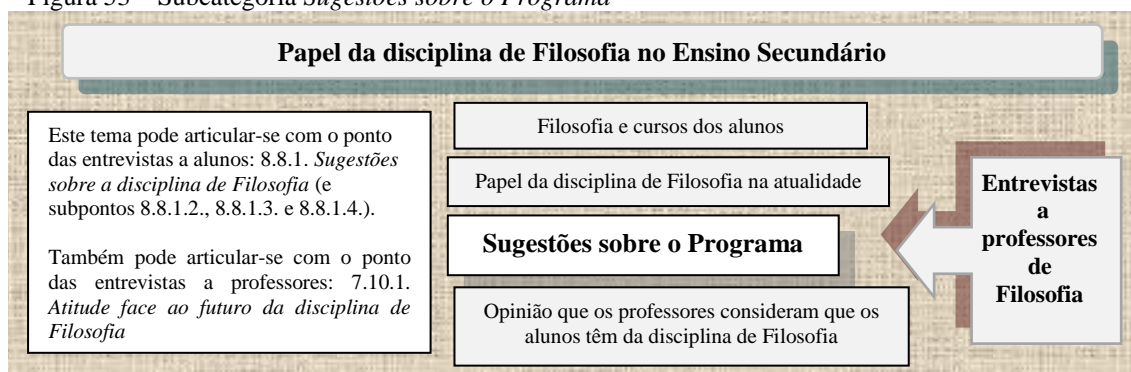 Figura 53 – Subcategoria Sugestões sobre o Programa
Papel da disciplina de Filosofia no Ensino Secundário
Este tema pode articular-se com o ponto
das entrevistas a alunos: 8.8.1. Sugestões
sobre a disciplina de Filosofia (e
subpontos 8.8.1.2., 8.8.1.3. e 8.8.1.4.).
Também pode articular-se com o ponto
das entrevistas a professores: 7.10.1.
Atitude face ao futuro da disciplina de
Filosofia
Filosofia e cursos dos alunos
Papel da disciplina de Filosofia na atualidade
Sugestões sobre o Programa
Opinião que os professores consideram que os
alunos têm da disciplina de Filosofia
Entrevistas
a
professores
de
Filosofia